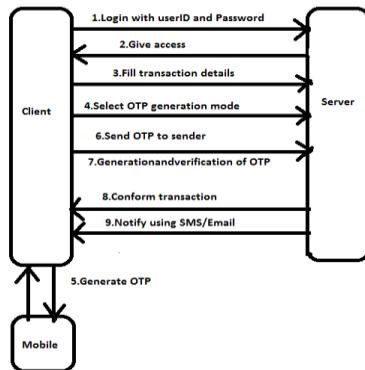 1.Login with userID and Password
2.Give access
3.Fill transaction details
Client
Server
4.Select OTP generation mode
6.Send OTP to sender
7.Generationandverification of OTP
8.Conform transaction
9.Notify using SMS/Email
5.Generate OTP
Mobile